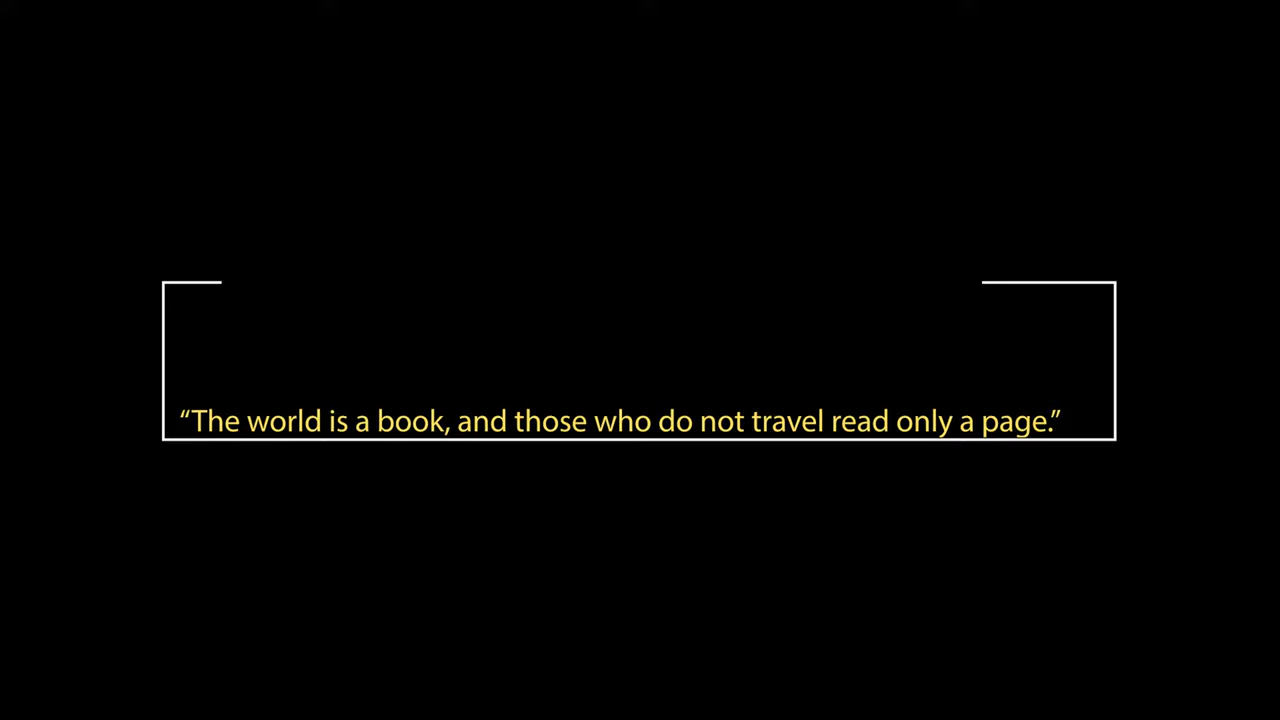 “The world is a book, and those who do not travel read only a page.”